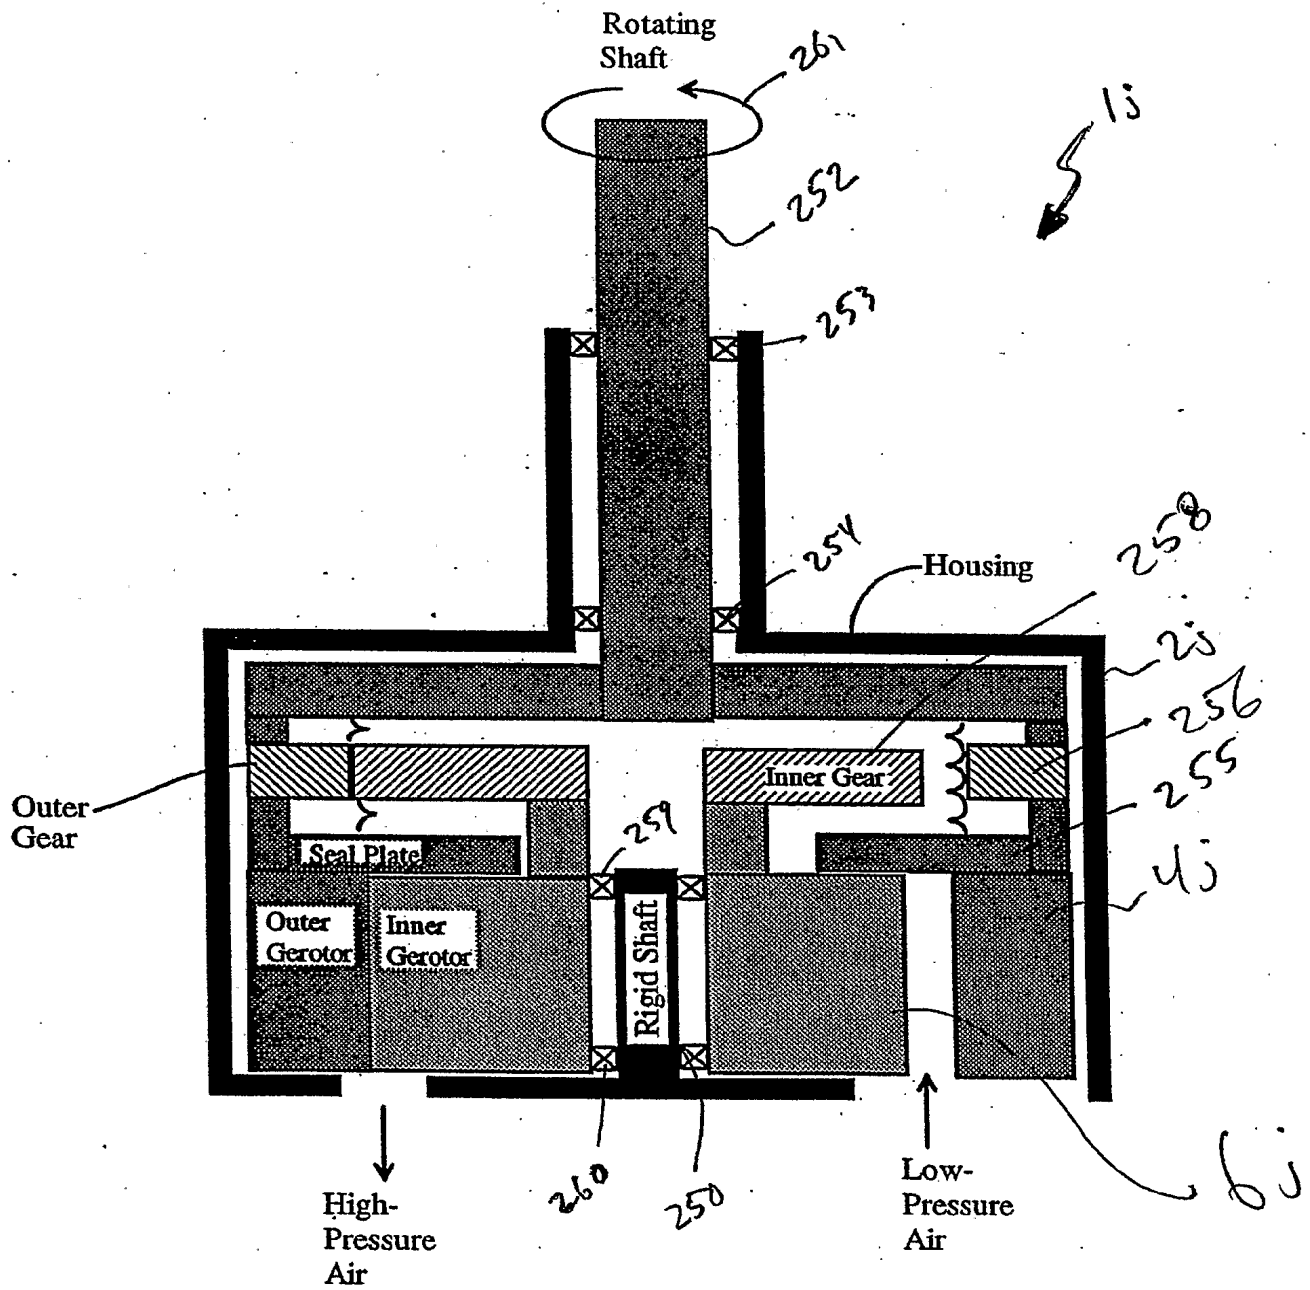 Rotating
Shaft
261
1j
252
253
254
258
Housing
2j
256
Inner Gear
255
Outer
Gear
259
Seal Plate
4j
Outer
Gerotor
Inner
Gerotor
Rigid Shaft
260
250
6j
High-
Pressure
Air
Low-
Pressure
Air